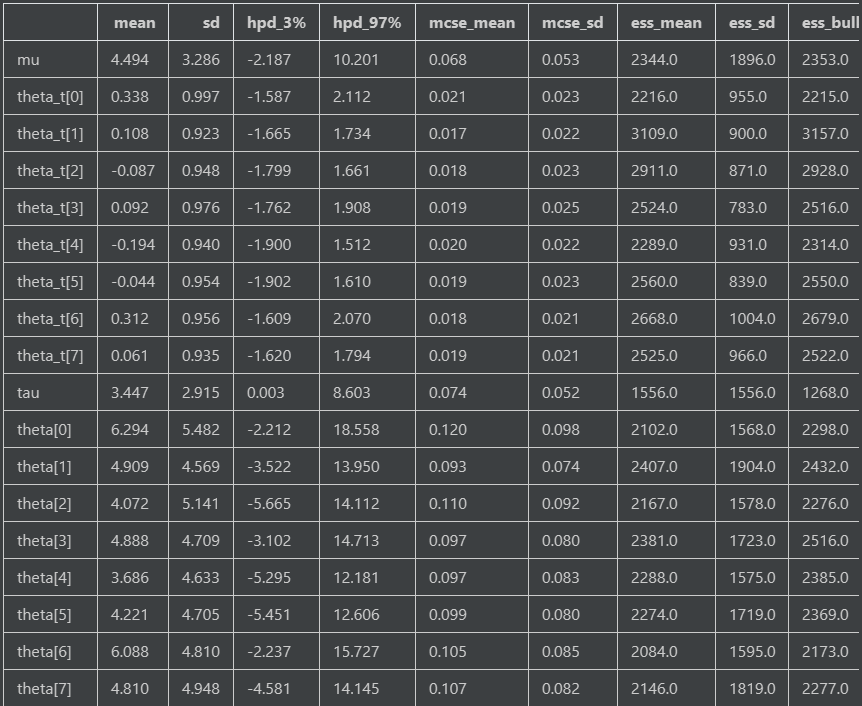 mean sd hpd_3% hpd_97% mcse_mean mcse_sd ess_mean ess_sd ess_bull
mu 4.494 3.286 -2.187 10.201 0.068 0.053 2344.0 1896.0 2353.0
theta_t[0] 0.338 0.997 -1.587 2.112 0.021 0.023 2216.0 955.0 2215.0
theta_t[1] 0.108 0.923 -1.665 1.734 0.017 0.022 3109.0 900.0 3157.0
theta_t[2] -0.087 0.948 -1.799 1.661 0.018 0.023 2911.0 871.0 2928.0
theta_t[3] 0.092 0.976 -1.762 1.908 0.019 0.025 2524.0 783.0 2516.0
theta_t[4] -0.194 0.940 -1.900 1.512 0.020 0.022 2289.0 931.0 2314.0
theta_t[5] -0.044 0.954 -1.902 1.610 0.019 0.023 2560.0 839.0 2550.0
theta_t[6] 0.312 0.956 -1.609 2.070 0.018 0.021 2668.0 1004.0 2679.0
theta_t[7] 0.061 0.935 -1.620 1.794 0.019 0.021 2525.0 966.0 2522.0
tau 3.447 2.915 0.003 8.603 0.074 0.052 1556.0 1556.0 1268.0
theta[0] 6.294 5.482 -2.212 18.558 0.120 0.098 2102.0 1568.0 2298.0
theta[1] 4.909 4.569 -3.522 13.950 0.093 0.074 2407.0 1904.0 2432.0
theta[2] 4.072 5.141 -5.665 14.112 0.110 0.092 2167.0 1578.0 2276.0
theta[3] 4.888 4.709 -3.102 14.713 0.097 0.080 2381.0 1723.0 2516.0
theta[4] 3.686 4.633 -5.295 12.181 0.097 0.083 2288.0 1575.0 2385.0
theta[5] 4.221 4.705 -5.451 12.606 0.099 0.080 2274.0 1719.0 2369.0
theta[6] 6.088 4.810 -2.237 15.727 0.105 0.085 2084.0 1595.0 2173.0
theta[7] 4.810 4.948 -4.581 14.145 0.107 0.082 2146.0 1819.0 2277.0